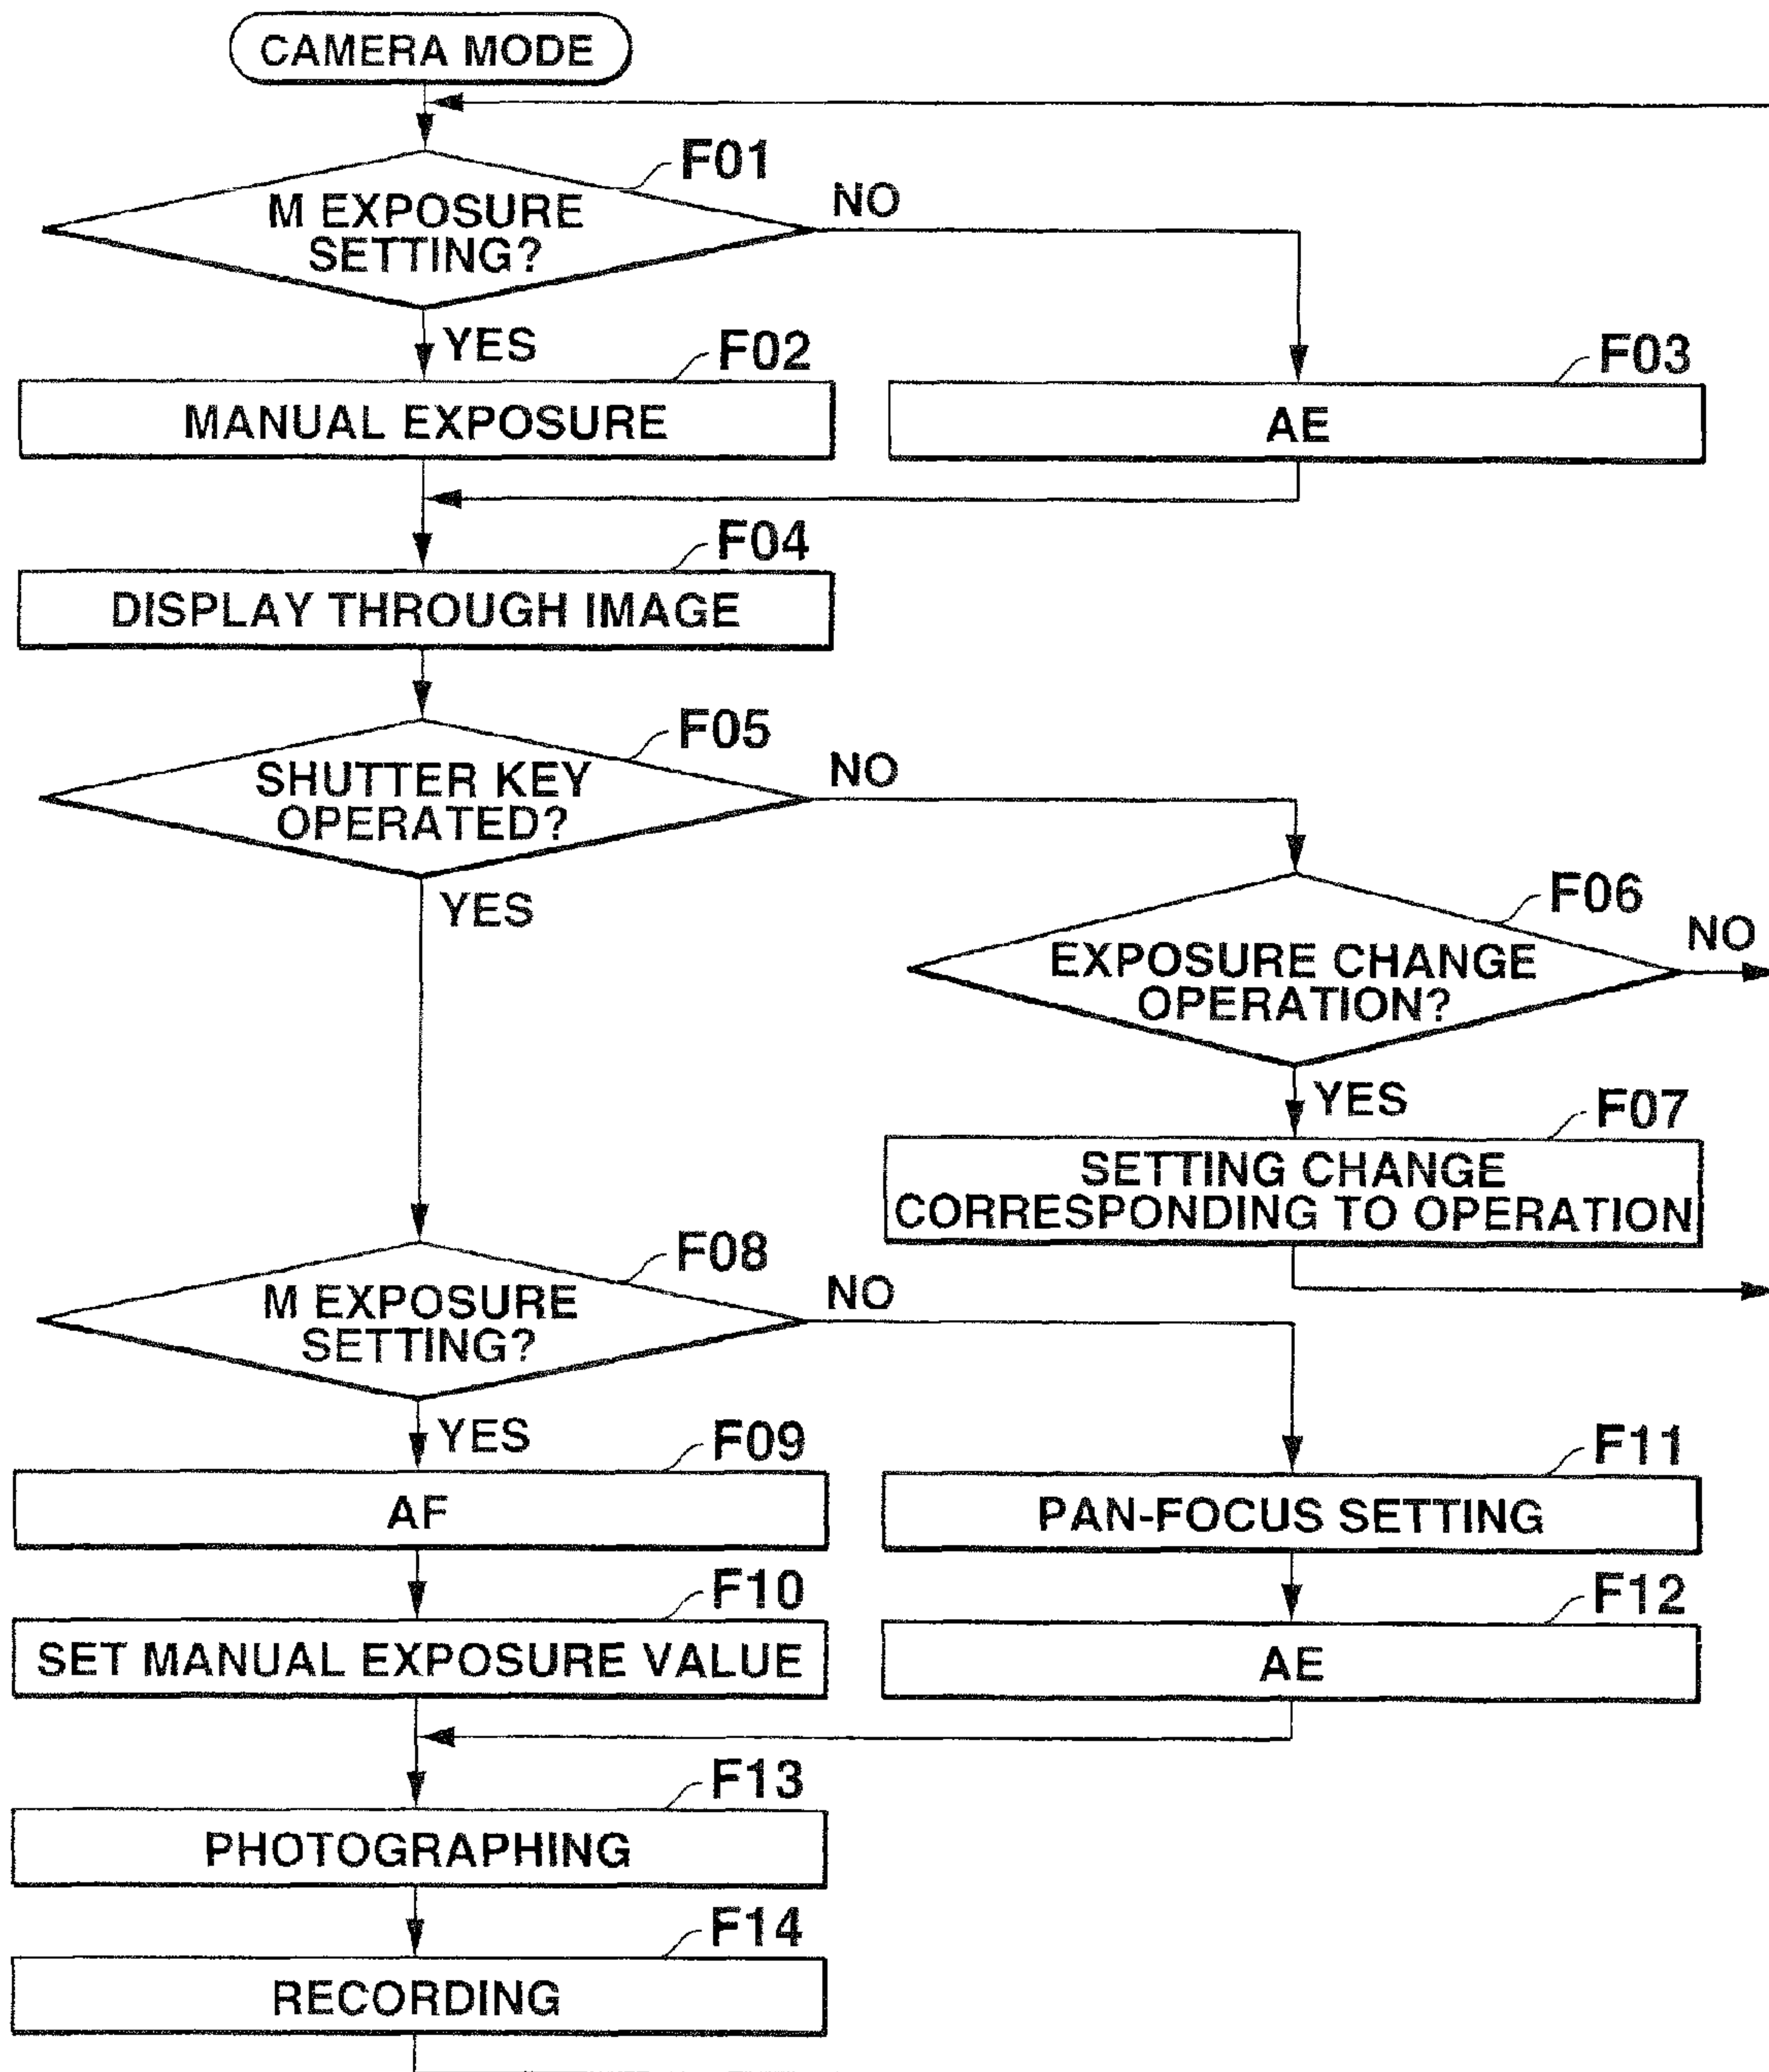 CAMERA MODE
F01
M EXPOSURE
SETTING?
NO
YES
F02
MANUAL EXPOSURE
F03
AE
F04
DISPLAY THROUGH IMAGE
F05
SHUTTER KEY
OPERATED?
NO
YES
F06
EXPOSURE CHANGE
OPERATION?
NO
YES
F07
SETTING CHANGE
CORRESPONDING TO OPERATION
F08
M EXPOSURE
SETTING?
NO
YES
F09
AF
F11
PAN-FOCUS SETTING
F10
SET MANUAL EXPOSURE VALUE
F12
AE
F13
PHOTOGRAPHING
F14
RECORDING